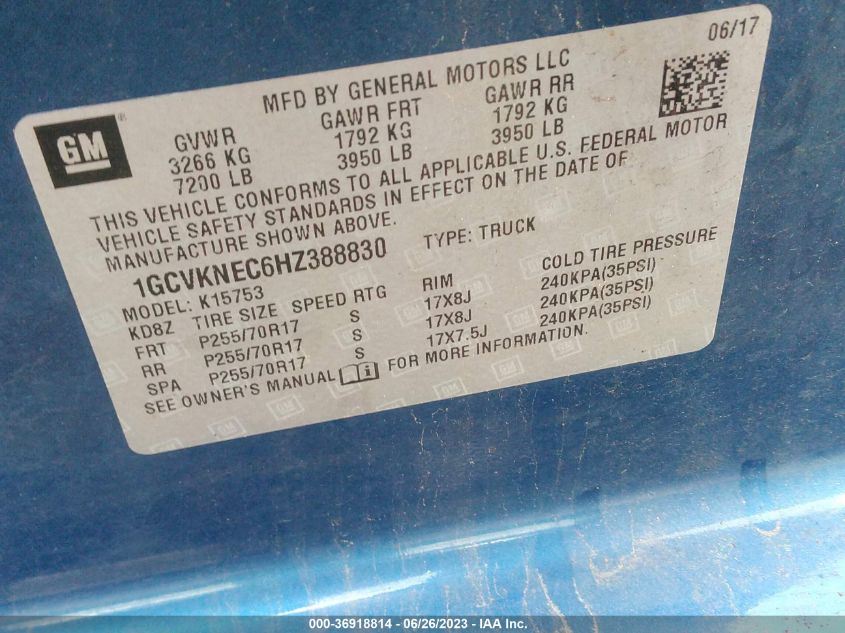 06/17
MFD BY GENERAL MOTORS LLC
GM ®
GVWR GAWR FRT GAWR RR
3266 KG 1792 KG 1792 KG
7200 LB 3950 LB 3950 LB
THIS VEHICLE CONFORMS TO ALL APPLICABLE U.S. FEDERAL MOTOR
VEHICLE SAFETY STANDARDS IN EFFECT ON THE DATE OF
MANUFACTURE SHOWN ABOVE.
1GCVKNEC6HZ388830 TYPE: TRUCK
MODEL: K15753
KD8Z TIRE SIZE SPEED RTG RIM COLD TIRE PRESSURE
FRT P255/70R17 S 17X8J 240KPA(35PSI)
RR P255/70R17 S 17X8J 240KPA(35PSI)
SPA P255/70R17 S 17X7.5J 240KPA(35PSI)
SEE OWNER'S MANUAL FOR MORE INFORMATION.
000-36918814 - 06/26/2023 - IAA Inc.